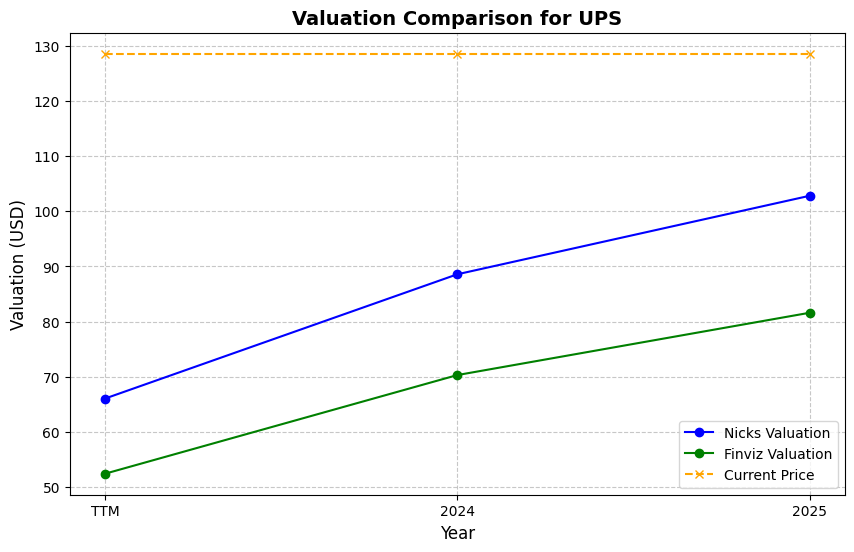 Valuation Comparison for UPS
Valuation (USD)
130
120
110
100
90
80
70
60
50
TTM
2024
2025
Year
Nicks Valuation
Finviz Valuation
Current Price